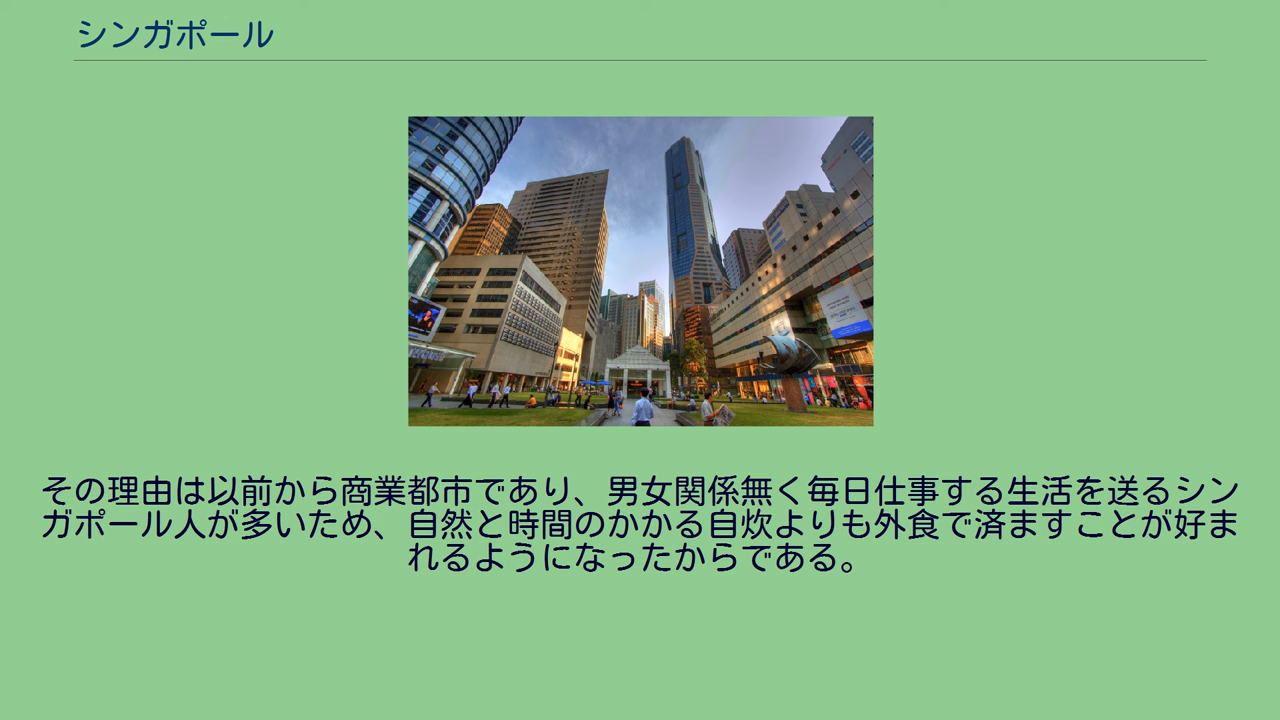 シンガポール
その理由は以前から商業都市であり、男女関係無く毎日仕事する生活を送るシン
ガポール人が多いため、自然と時間のかかる自炊よりも外食で済ますことが好ま
れるようになったからである。